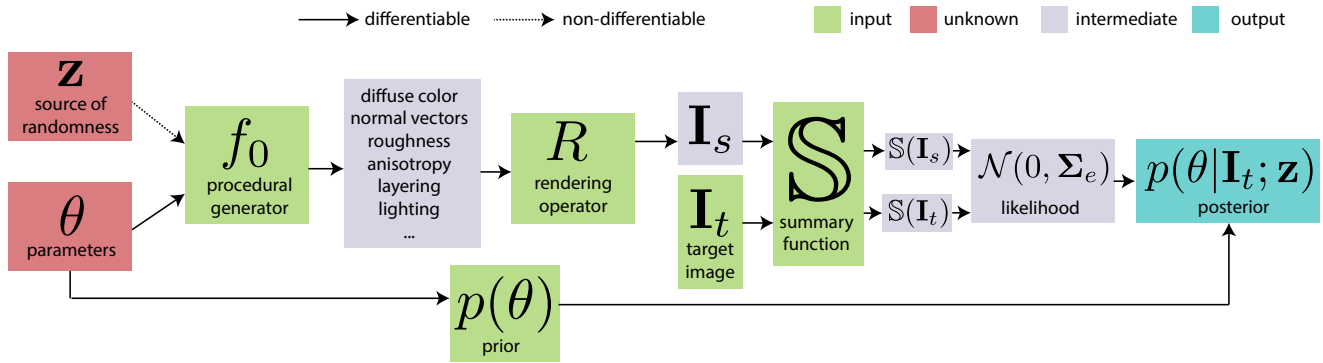 differentiable
non-differentiable
input
unknown
intermediate
output
z
source of
randomness
θ
parameters
f₀
procedural
generator
diffuse color
normal vectors
roughness
anisotropy
layering
lighting
...
R
rendering
operator
Iₛ
Iₜ
target
image
𝕊
summary
function
𝕊(Iₛ)
𝕊(Iₜ)
𝒩(0, Σₑ)
likelihood
p(θ|Iₜ; z)
posterior
p(θ)
prior